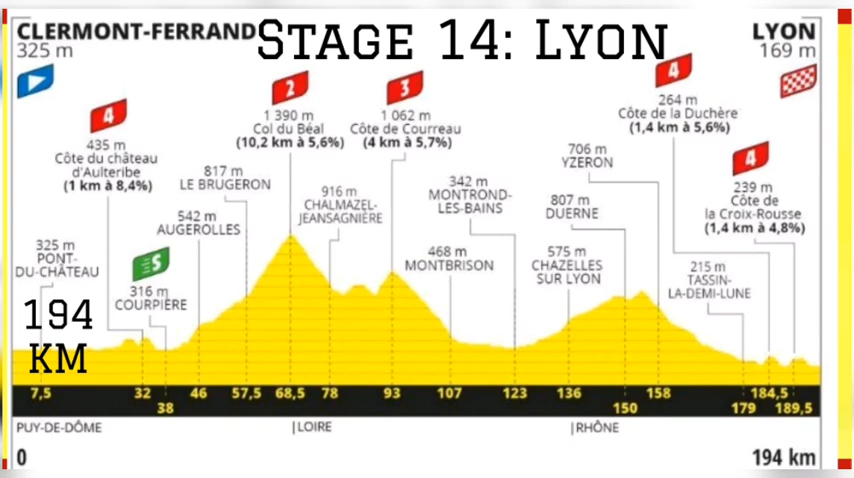 CLERMONT-FERRAND
325 m
STAGE 14: LYON
LYON
169 m
4
435 m
Côte du château
d'Aulteribe
(1 km à 8,4%)
2
1 390 m
Col du Béal
(10,2 km à 5,6%)
3
1 062 m
Côte de Courreau
(4 km à 5,7%)
4
264 m
Côte de la Duchère
(1,4 km à 5,6%)
4
239 m
Côte de
la Croix-Rousse
(1,4 km à 4,8%)
325 m
PONT-
DU-CHÂTEAU
S
316 m
COURPIÈRE
542 m
AUGEROLLES
817 m
LE BRUGERON
916 m
CHALMAZEL-
JEANSAGNIÈRE
468 m
MONTBRISON
342 m
MONTROND-
LES-BAINS
575 m
CHAZELLES
SUR LYON
807 m
DUERNE
706 m
YZERON
215 m
TASSIN-
LA-DEMI-LUNE
194
KM
7,5 32 46 57,5 68,5 78 93 107 123 136 158 184,5
38 150 179 189,5
PUY-DE-DÔME |LOIRE |RHÔNE
0 194 km